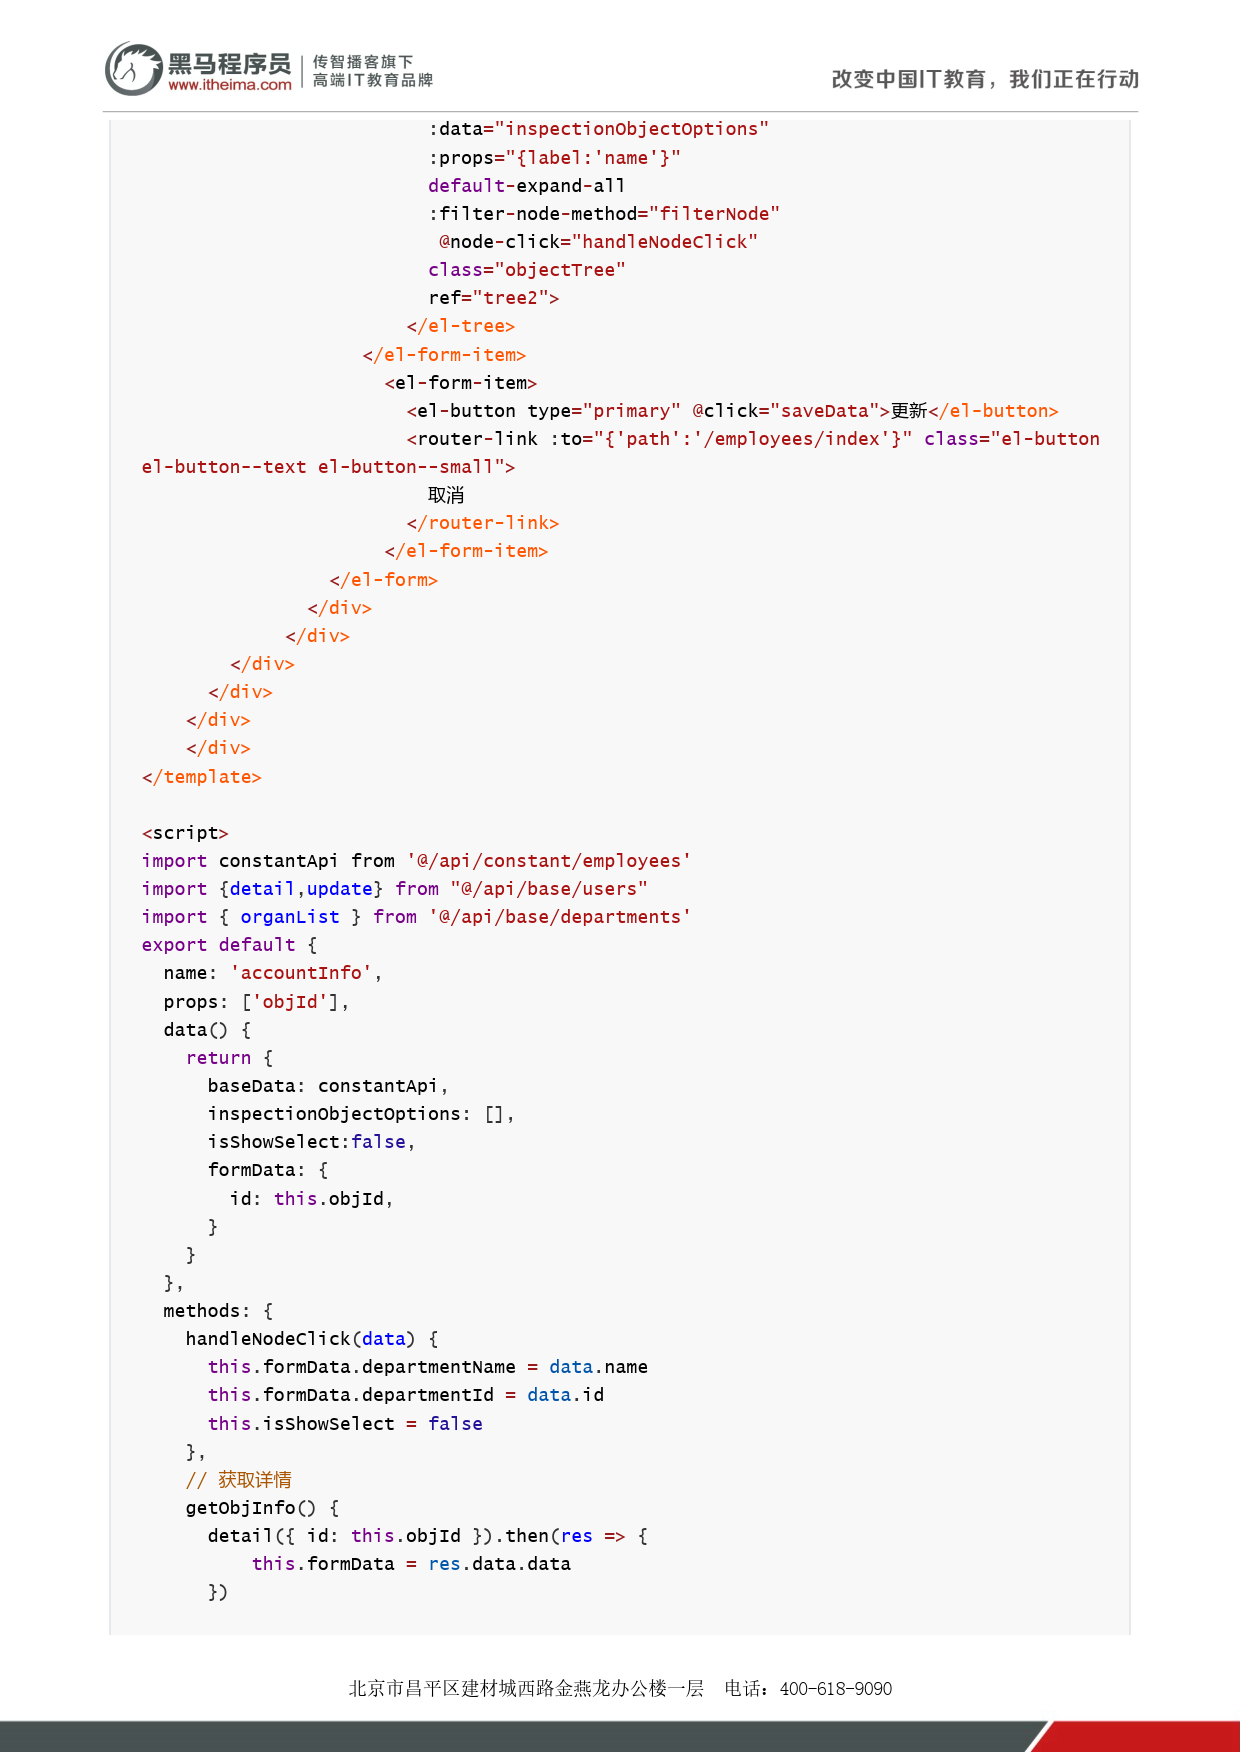 黑马程序员
www.itheima.com
传智播客旗下
高端IT教育品牌
改变中国IT教育，我们正在行动
                          :data="inspectionObjectOptions"
                          :props="{label:'name'}"
                          default-expand-all
                          :filter-node-method="filterNode"
                           @node-click="handleNodeClick"
                          class="objectTree"
                          ref="tree2">
                        </el-tree>
                    </el-form-item>
                      <el-form-item>
                        <el-button type="primary" @click="saveData">更新</el-button>
                        <router-link :to="{'path':'/employees/index'}" class="el-button
el-button--text el-button--small">
                          取消
                        </router-link>
                      </el-form-item>
                 </el-form>
               </div>
             </div>
        </div>
      </div>
    </div>
    </div>
</template>

<script>
import constantApi from '@/api/constant/employees'
import {detail,update} from "@/api/base/users"
import { organList } from '@/api/base/departments'
export default {
  name: 'accountInfo',
  props: ['objId'],
  data() {
    return {
      baseData: constantApi,
      inspectionObjectOptions: [],
      isShowSelect:false,
      formData: {
        id: this.objId,
      }
    }
  },
  methods: {
    handleNodeClick(data) {
      this.formData.departmentName = data.name
      this.formData.departmentId = data.id
      this.isShowSelect = false
    },
    // 获取详情
    getObjInfo() {
      detail({ id: this.objId }).then(res => {
          this.formData = res.data.data
      })
北京市昌平区建材城西路金燕龙办公楼一层 电话：400-618-9090